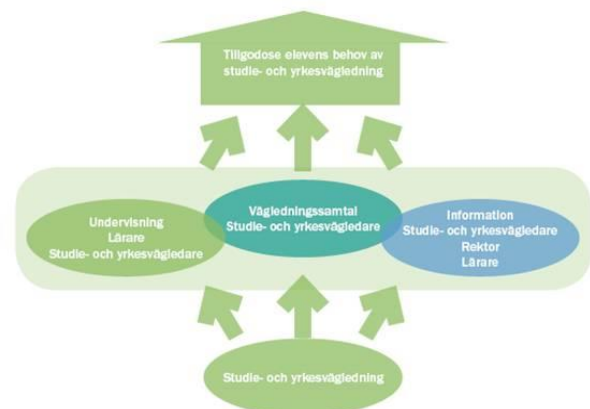 Tillgodose elevens behov av
studie- och yrkesvägledning
Undervisning
Lärare
Studie- och yrkesvägledare
Vägledningssamtal
Studie- och yrkesvägledare
Information
Studie- och yrkesvägledare
Rektor
Lärare
Studie- och yrkesvägledning